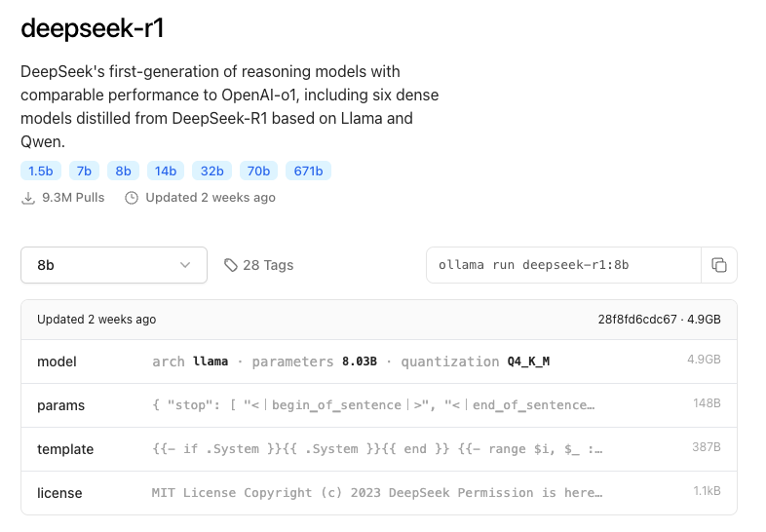 deepseek-r1
DeepSeek's first-generation of reasoning models with
comparable performance to OpenAI-o1, including six dense
models distilled from DeepSeek-R1 based on Llama and
Qwen.
1.5b 7b 8b 14b 32b 70b 671b
9.3M Pulls Updated 2 weeks ago
8b 28 Tags ollama run deepseek-r1:8b
Updated 2 weeks ago 28f8fd6cdc67 · 4.9GB
model arch llama · parameters 8.03B · quantization Q4_K_M 4.9GB
params { "stop": [ "<｜begin_of_sentence｜>", "<｜end_of_sentence… 148B
template {{- if .System }}{{ .System }}{{ end }} {{- range $i, $_ :… 387B
license MIT License Copyright (c) 2023 DeepSeek Permission is here… 1.1kB